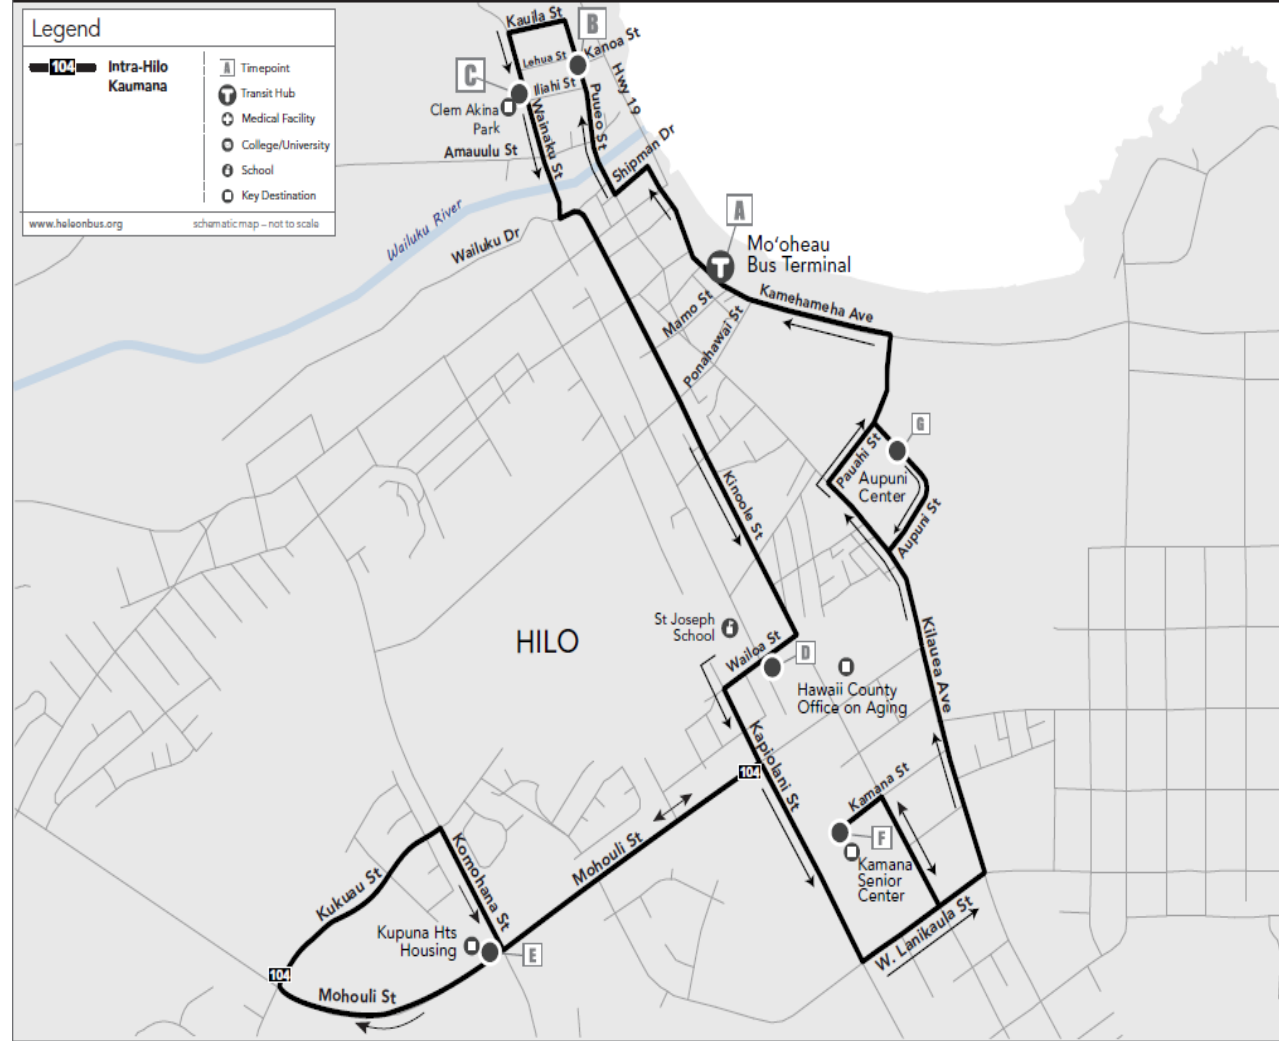 Legend
104
Intra-Hilo
Kaumana
A Timepoint
T Transit Hub
Medical Facility
College/University
School
Key Destination
www.heleonbus.org
schematic map – not to scale
Kauila St
B
Kanoa St
Lehua St
Hwy 19
C
Iliahi St
Clem Akina
Park
Wainaku St
Puueo St
Amauulu St
Shipman Dr
Wailuku River
Wailuku Dr
A
T
Mo‘oheau
Bus Terminal
Kamehameha Ave
Mamo St
Ponahawai St
G
Pauahi St
Aupuni
Center
Aupuni St
Kinoole St
St Joseph
School
HILO
Wailoa St
D
Hawaii County
Office on Aging
Kilauea Ave
Kapiolani St
104
Kamana St
F
Kamana
Senior
Center
Mohouli St
Komohana St
Kukuau St
Kupuna Hts
Housing
E
W. Lanikaula St
104
Mohouli St